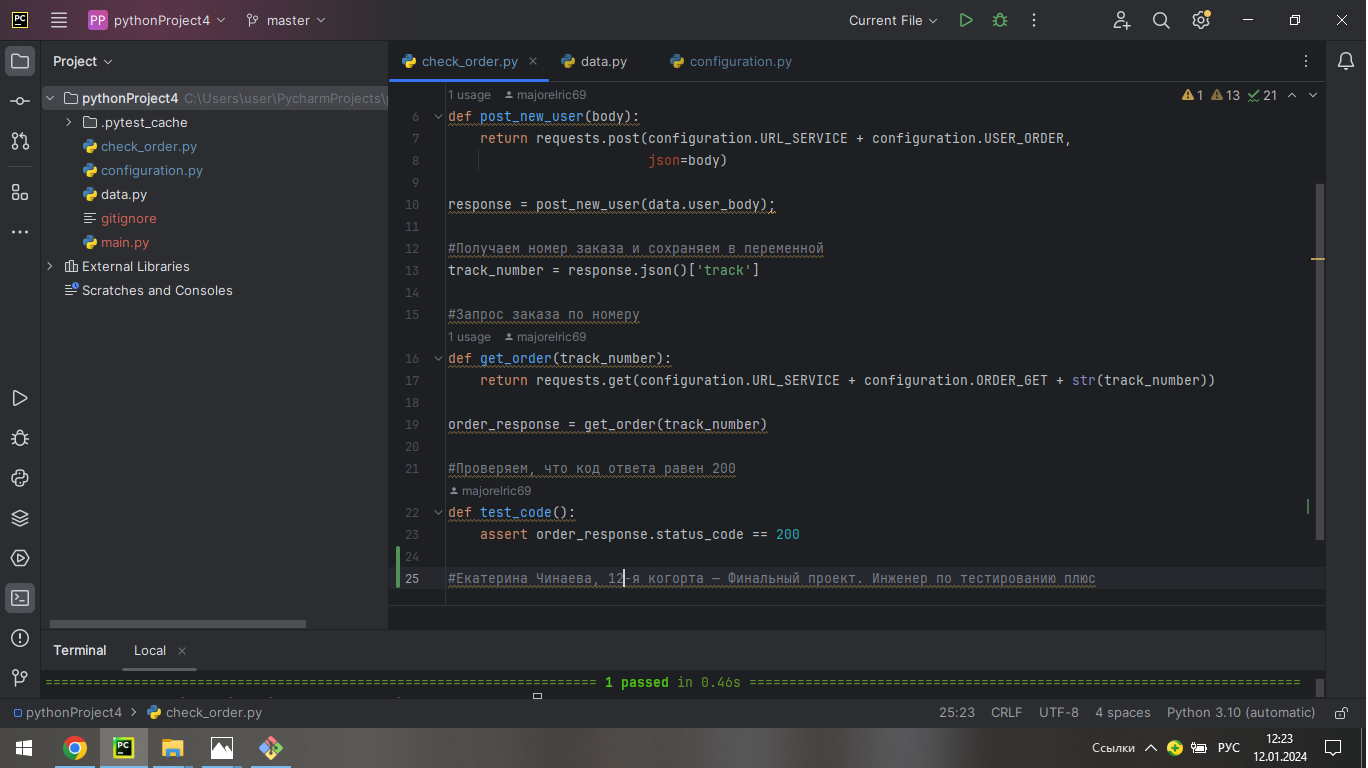 PC
PP pythonProject4
master
Current File
Project
check_order.py
data.py
configuration.py
pythonProject4 C:\Users\user\PycharmProjects\
.pytest_cache
check_order.py
configuration.py
data.py
gitignore
main.py
External Libraries
Scratches and Consoles
1 usage majorelric69
1 13 21
6 def post_new_user(body):
7 return requests.post(configuration.URL_SERVICE + configuration.USER_ORDER,
8 json=body)
9
10 response = post_new_user(data.user_body);
11
12 #Получаем номер заказа и сохраняем в переменной
13 track_number = response.json()['track']
14
15 #Запрос заказа по номеру
1 usage majorelric69
16 def get_order(track_number):
17 return requests.get(configuration.URL_SERVICE + configuration.ORDER_GET + str(track_number))
18
19 order_response = get_order(track_number)
20
21 #Проверяем, что код ответа равен 200
majorelric69
22 def test_code():
23 assert order_response.status_code == 200
24
25 #Екатерина Чинаева, 12-я когорта — Финальный проект. Инженер по тестированию плюс
Terminal
Local
===================================================================== 1 passed in 0.46s =====================================================================
pythonProject4
check_order.py
25:23
CRLF
UTF-8
4 spaces
Python 3.10 (automatic)
PC
Ссылки
РУС
12:23
12.01.2024